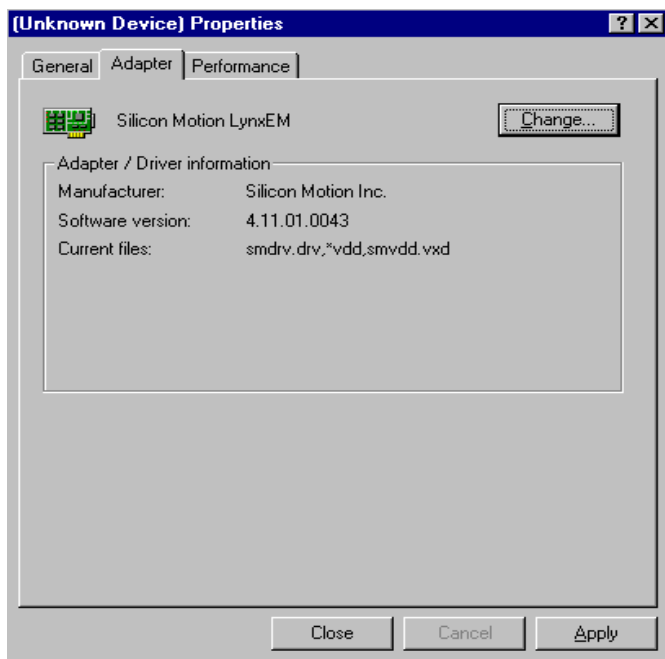 (Unknown Device) Properties
General Adapter Performance
Silicon Motion LynxEM Change...
Adapter / Driver information
Manufacturer: Silicon Motion Inc.
Software version: 4.11.01.0043
Current files: smdrv.drv,*vdd,smvdd.vxd
Close Cancel Apply